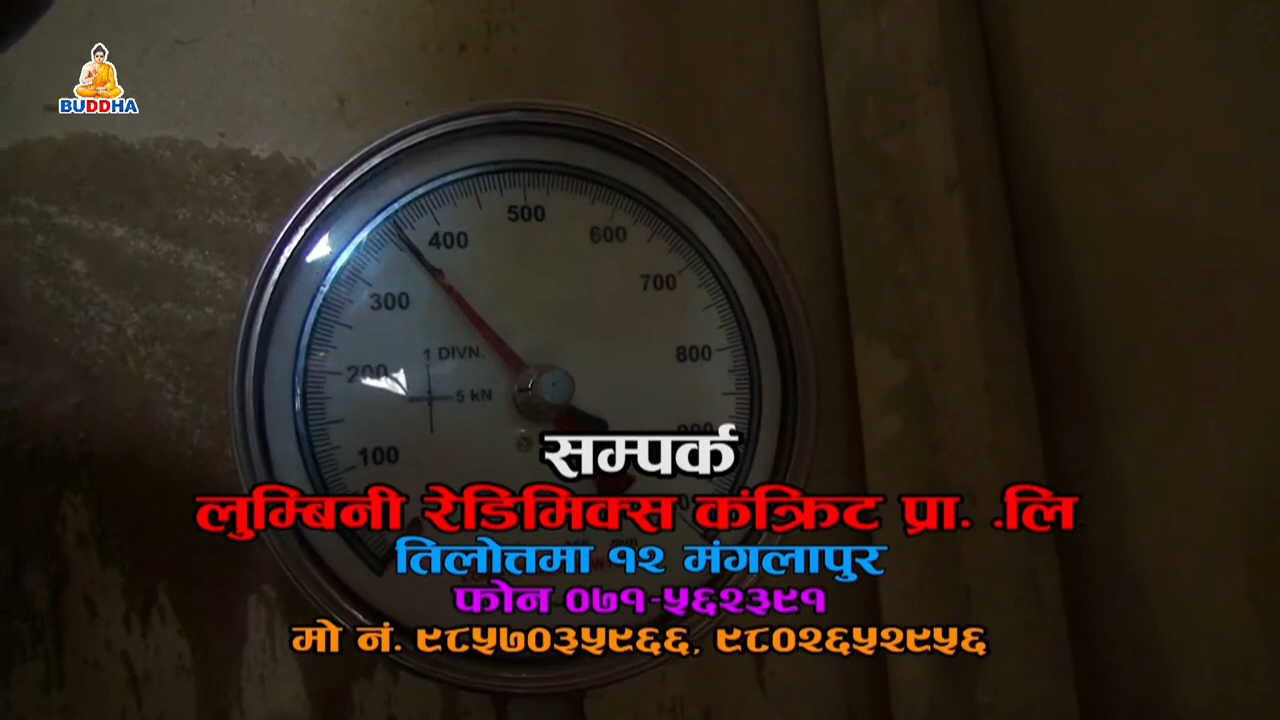 BUDDHA
500
400
600
700
300
1 DIVN.
800
200
5 kN
100
सम्पर्क
लुम्बिनी रेडिमिक्स कंक्रिट प्रा. .लि
तिलोत्तमा १२ मंगलापुर
फोन ०७१-५६२३९१
मो नं. ९८५७०३५९६६, ९८०२६५२९५६